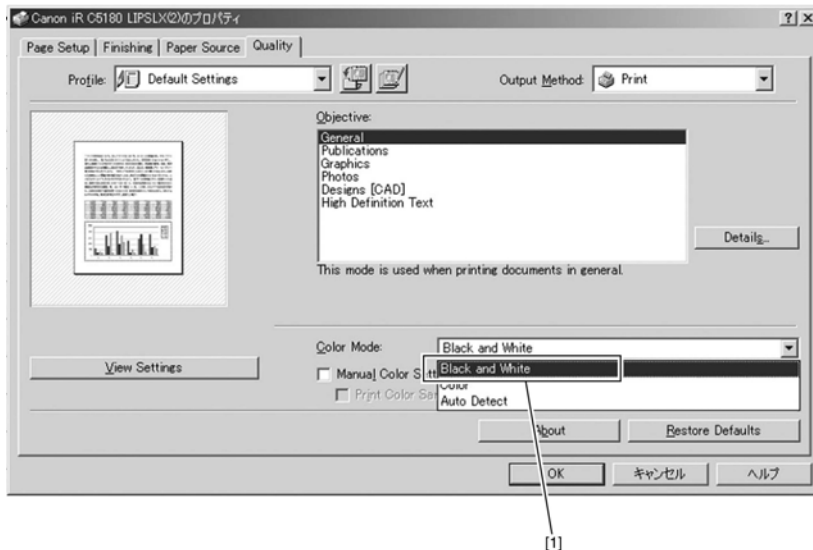 Canon iR C5180 LIPSLX(2)のプロパティ
Page Setup Finishing Paper Source Quality
Profile: Default Settings Output Method: Print
Objective:
General
Publications
Graphics
Photos
Designs [CAD]
High Definition Text
Details...
This mode is used when printing documents in general.
Color Mode: Black and White
View Settings
Black and White
Manual Color Sett
Color
Print Color Sa
Auto Detect
About Restore Defaults
OK キャンセル ヘルプ
[1]